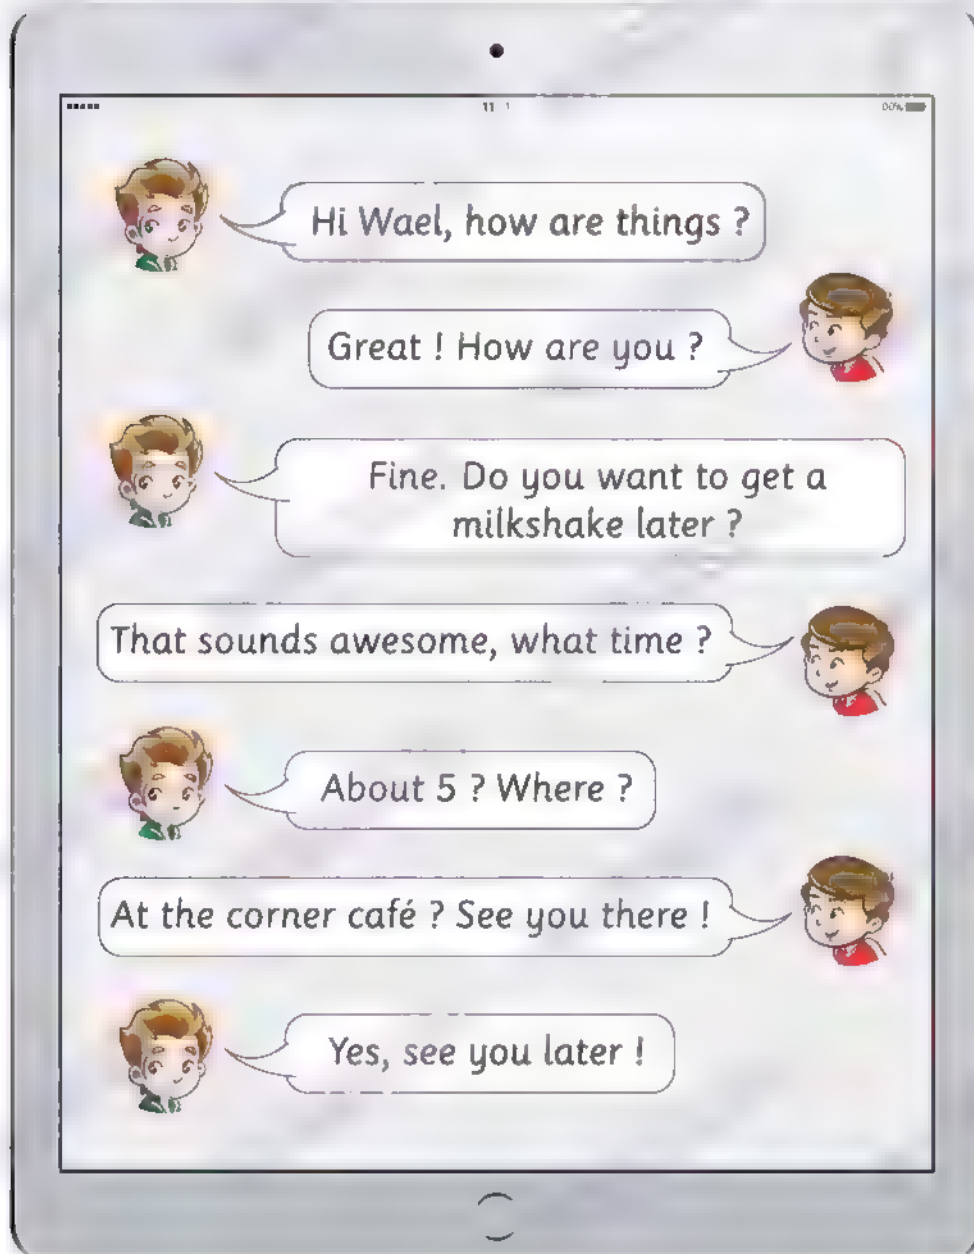 Hi Wael, how are things ?
Great ! How are you ?
Fine. Do you want to get a
milkshake later ?
That sounds awesome, what time ?
About 5 ? Where ?
At the corner café ? See you there !
Yes, see you later !